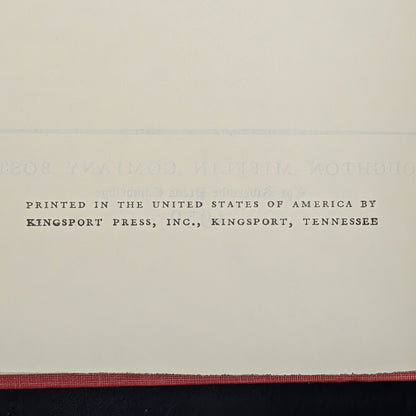 PRINTED IN THE UNITED STATES OF AMERICA BY
KINGSPORT PRESS, INC., KINGSPORT, TENNESSEE